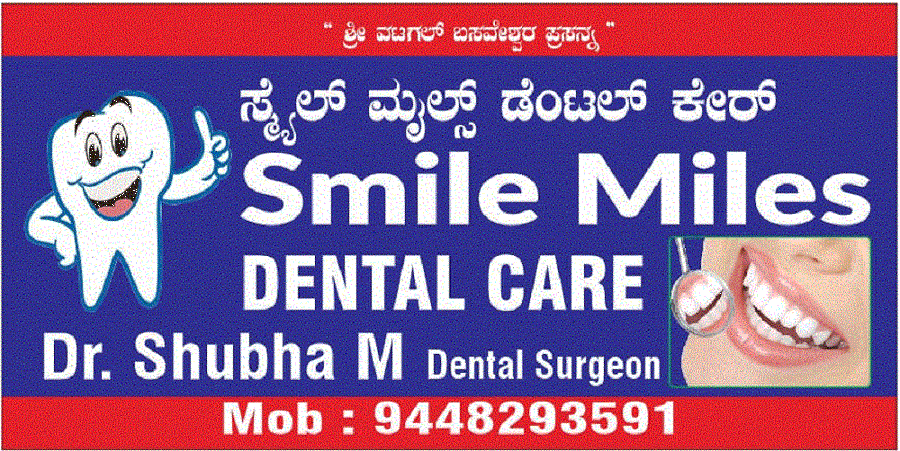 " ಶ್ರೀ ವಟಗಲ್ ಬಸವೇಶ್ವರ ಪ್ರಸನ್ನ "
ಸ್ಮೈಲ್ ಮೈಲ್ಸ್ ಡೆಂಟಲ್ ಕೇರ್
Smile Miles
DENTAL CARE
Dr. Shubha M Dental Surgeon
Mob : 9448293591